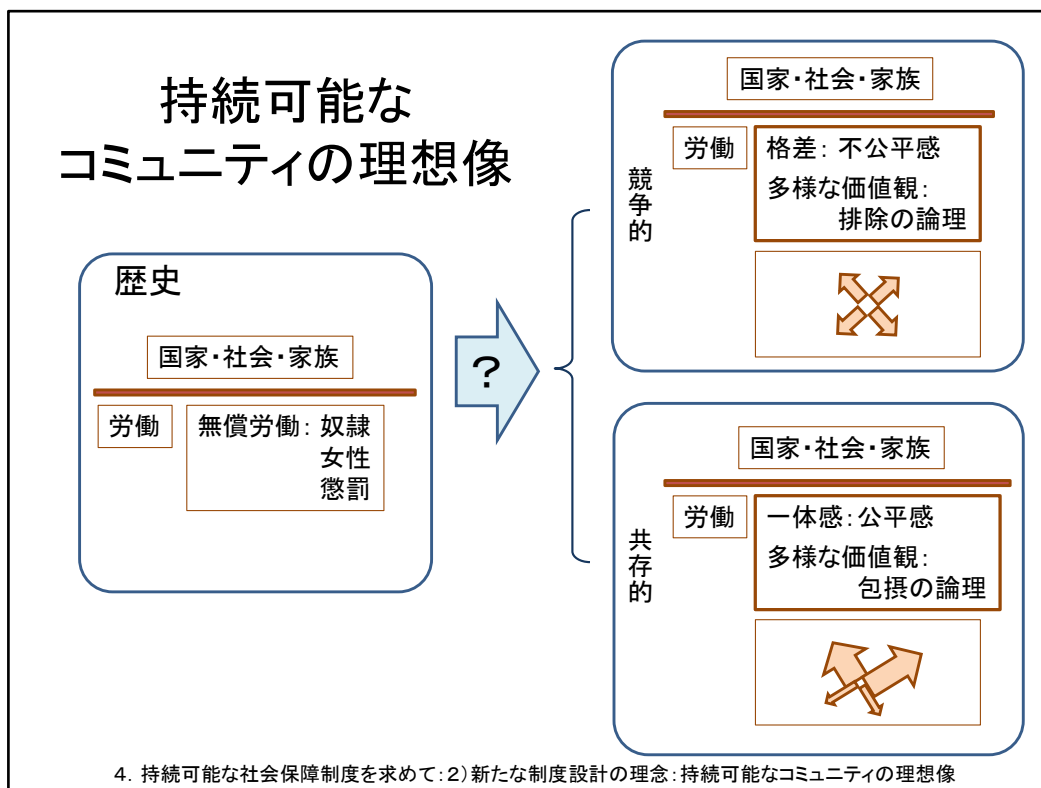 持続可能な
コミュニティの理想像
歴史
国家・社会・家族
労働
無償労働：奴隷
女性
懲罰
？
競争的
国家・社会・家族
労働
格差：不公平感
多様な価値観：
排除の論理
共存的
国家・社会・家族
労働
一体感：公平感
多様な価値観：
包摂の論理
４．持続可能な社会保障制度を求めて：２）新たな制度設計の理念：持続可能なコミュニティの理想像